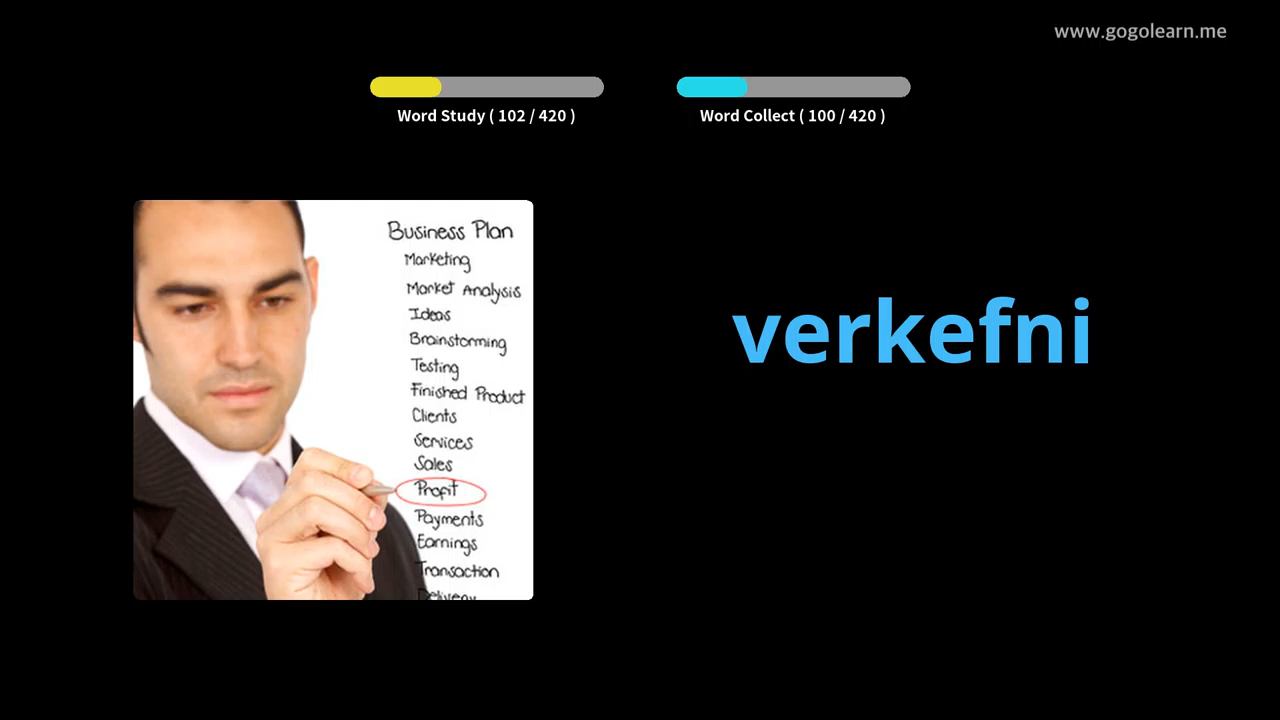 www.gogolearn.me
Word Study ( 102 / 420 )
Word Collect ( 100 / 420 )
Business Plan
Marketing
Market Analysis
Ideas
Brainstorming
Testing
Finished Product
Clients
Services
Sales
Profit
Payments
Earnings
Transaction
Delivery
verkefni